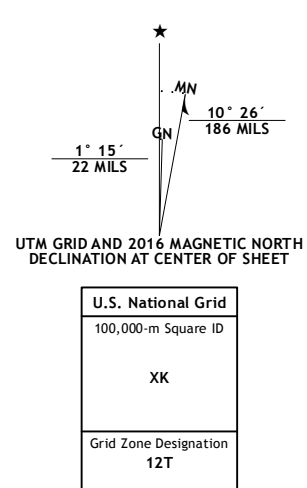 ★
MN
GN
10° 26´
186 MILS
1° 15´
22 MILS
UTM GRID AND 2016 MAGNETIC NORTH
DECLINATION AT CENTER OF SHEET
U.S. National Grid
100,000-m Square ID
XK
Grid Zone Designation
12T